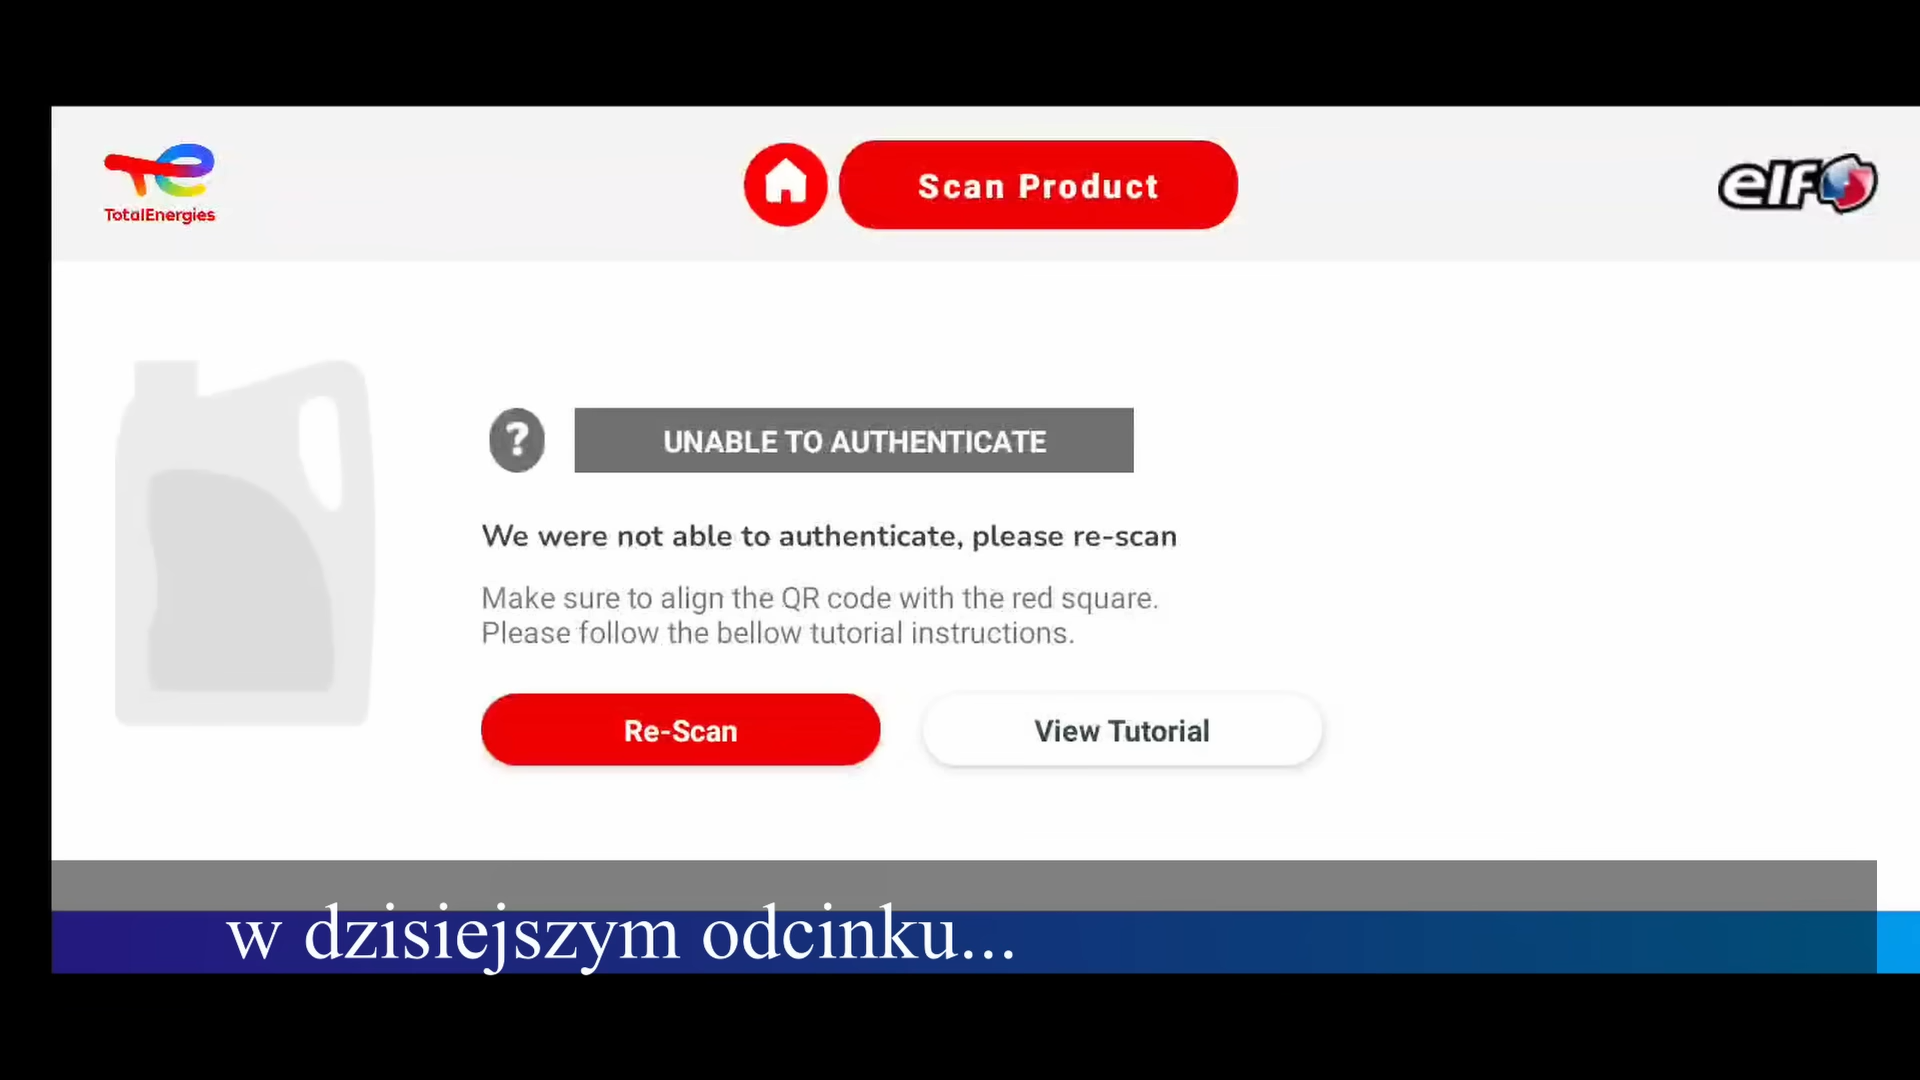 TotalEnergies
Scan Product
elf
?
UNABLE TO AUTHENTICATE
We were not able to authenticate, please re-scan
Make sure to align the QR code with the red square.
Please follow the bellow tutorial instructions.
Re-Scan
View Tutorial
w dzisiejszym odcinku...